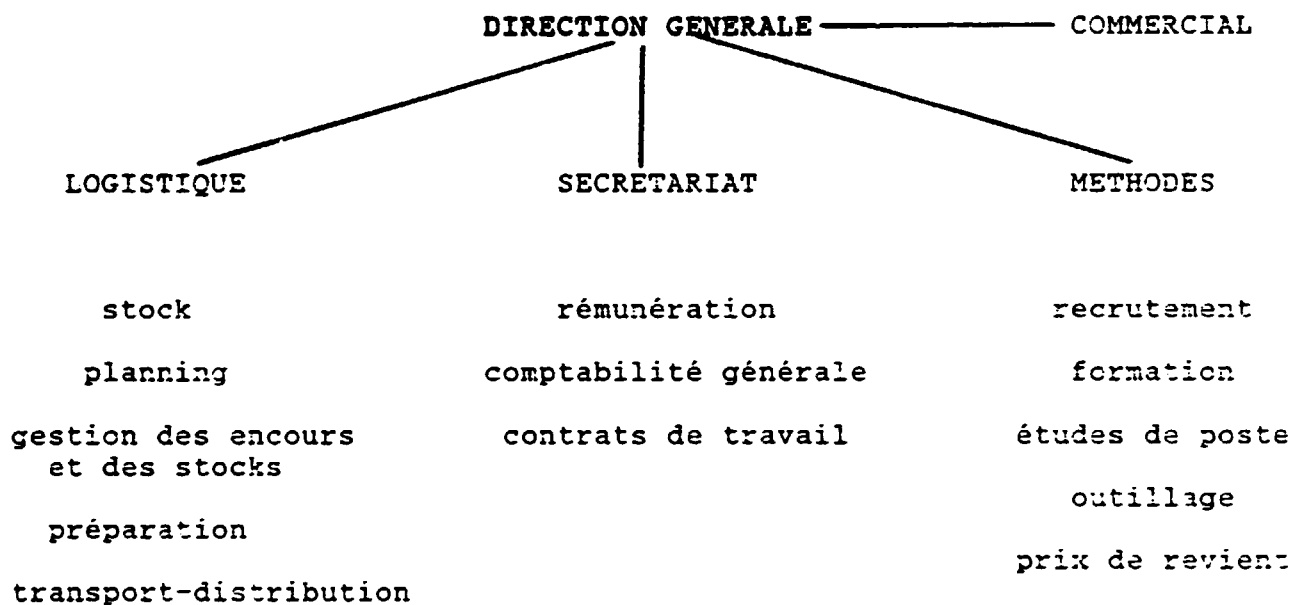 DIRECTION GENERALE COMMERCIAL
LOGISTIQUE SECRETARIAT METHODES
stock rémunération recrutement
planning comptabilité générale formation
gestion des encours contrats de travail études de poste
et des stocks
outillage
préparation
prix de revient
transport-distribution